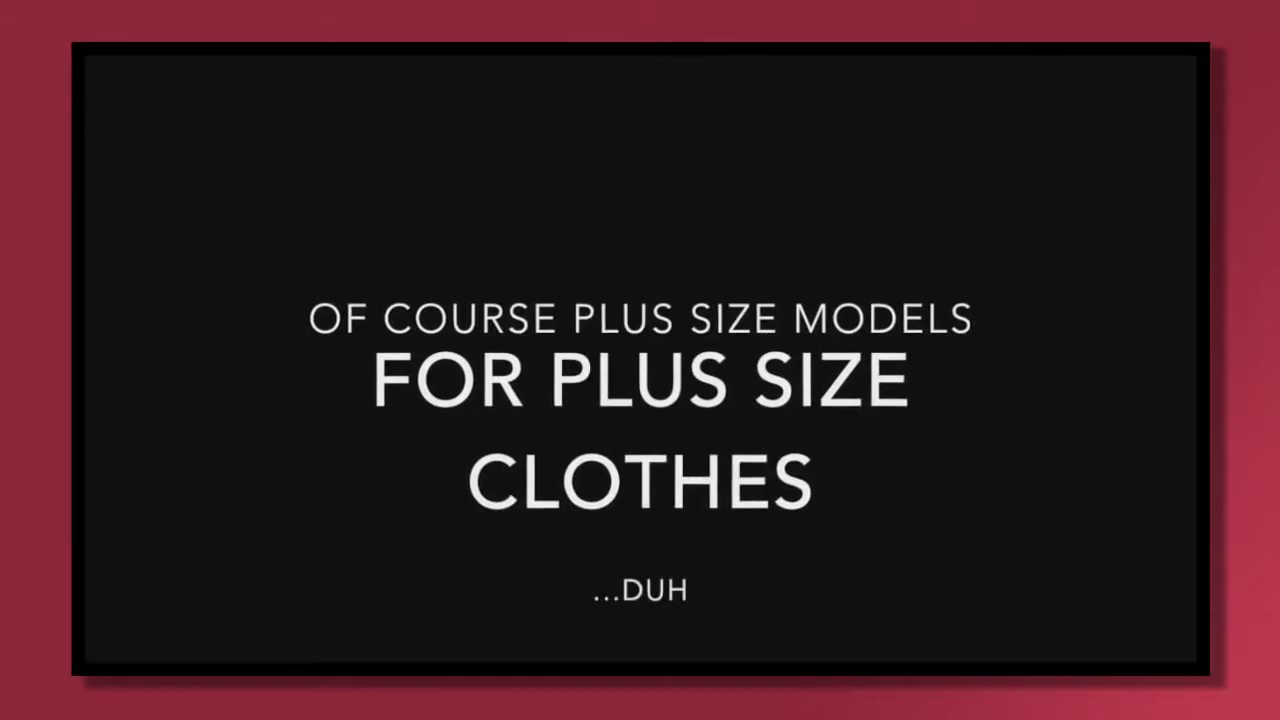 OF COURSE PLUS SIZE MODELS
FOR PLUS SIZE
CLOTHES
...DUH